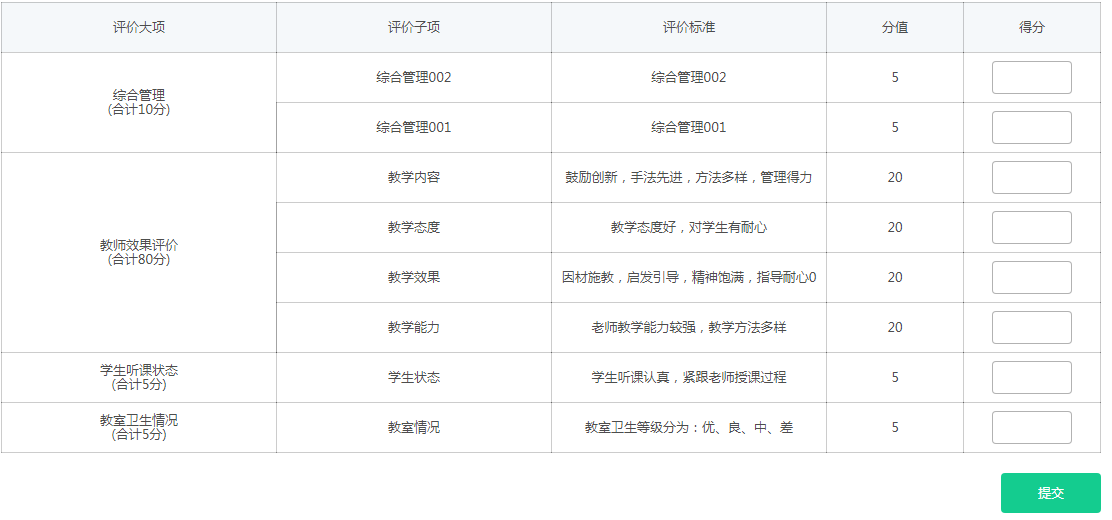 评价大项 评价子项 评价标准 分值 得分
综合管理
(合计10分)
综合管理002 综合管理002 5
综合管理001 综合管理001 5
教师效果评价
(合计80分)
教学内容 鼓励创新，手法先进，方法多样，管理得力 20
教学态度 教学态度好，对学生有耐心 20
教学效果 因材施教，启发引导，精神饱满，指导耐心0 20
教学能力 老师教学能力较强，教学方法多样 20
学生听课状态
(合计5分)
学生状态 学生听课认真，紧跟老师授课过程 5
教室卫生情况
(合计5分)
教室情况 教室卫生等级分为：优、良、中、差 5
提交